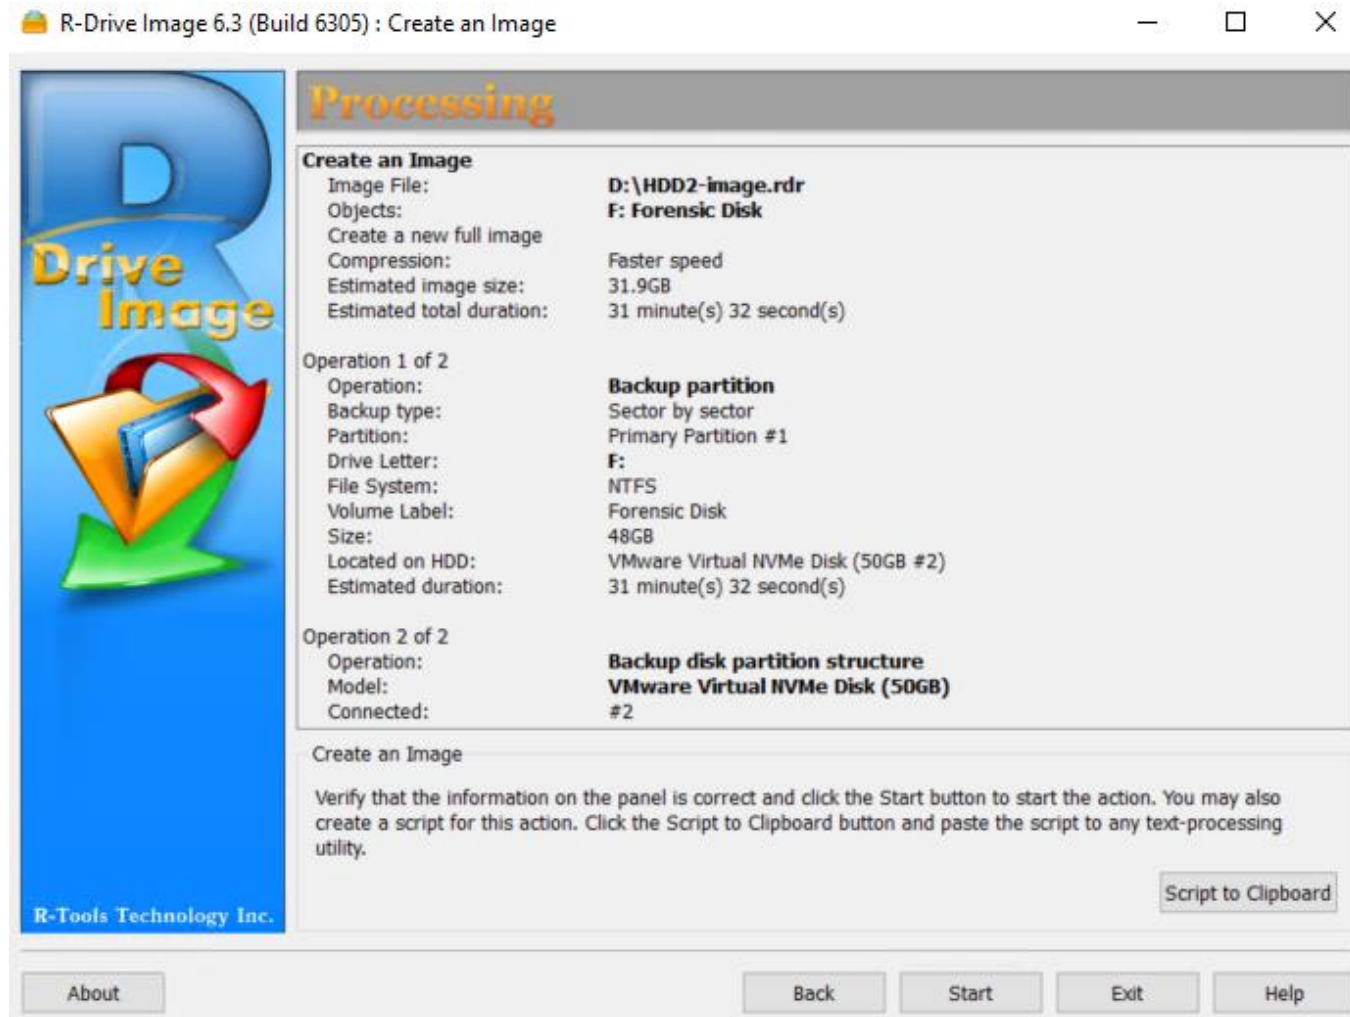 R-Drive Image 6.3 (Build 6305) : Create an Image
Processing
Create an Image
Image File: D:\HDD2-image.rdr
Objects: F: Forensic Disk
Create a new full image
Compression: Faster speed
Estimated image size: 31.9GB
Estimated total duration: 31 minute(s) 32 second(s)
Operation 1 of 2
Operation: Backup partition
Backup type: Sector by sector
Partition: Primary Partition #1
Drive Letter: F:
File System: NTFS
Volume Label: Forensic Disk
Size: 48GB
Located on HDD: VMware Virtual NVMe Disk (50GB #2)
Estimated duration: 31 minute(s) 32 second(s)
Operation 2 of 2
Operation: Backup disk partition structure
Model: VMware Virtual NVMe Disk (50GB)
Connected: #2
Create an Image
Verify that the information on the panel is correct and click the Start button to start the action. You may also
create a script for this action. Click the Script to Clipboard button and paste the script to any text-processing
utility.
Script to Clipboard
R
Drive
Image
R-Tools Technology Inc.
About Back Start Exit Help